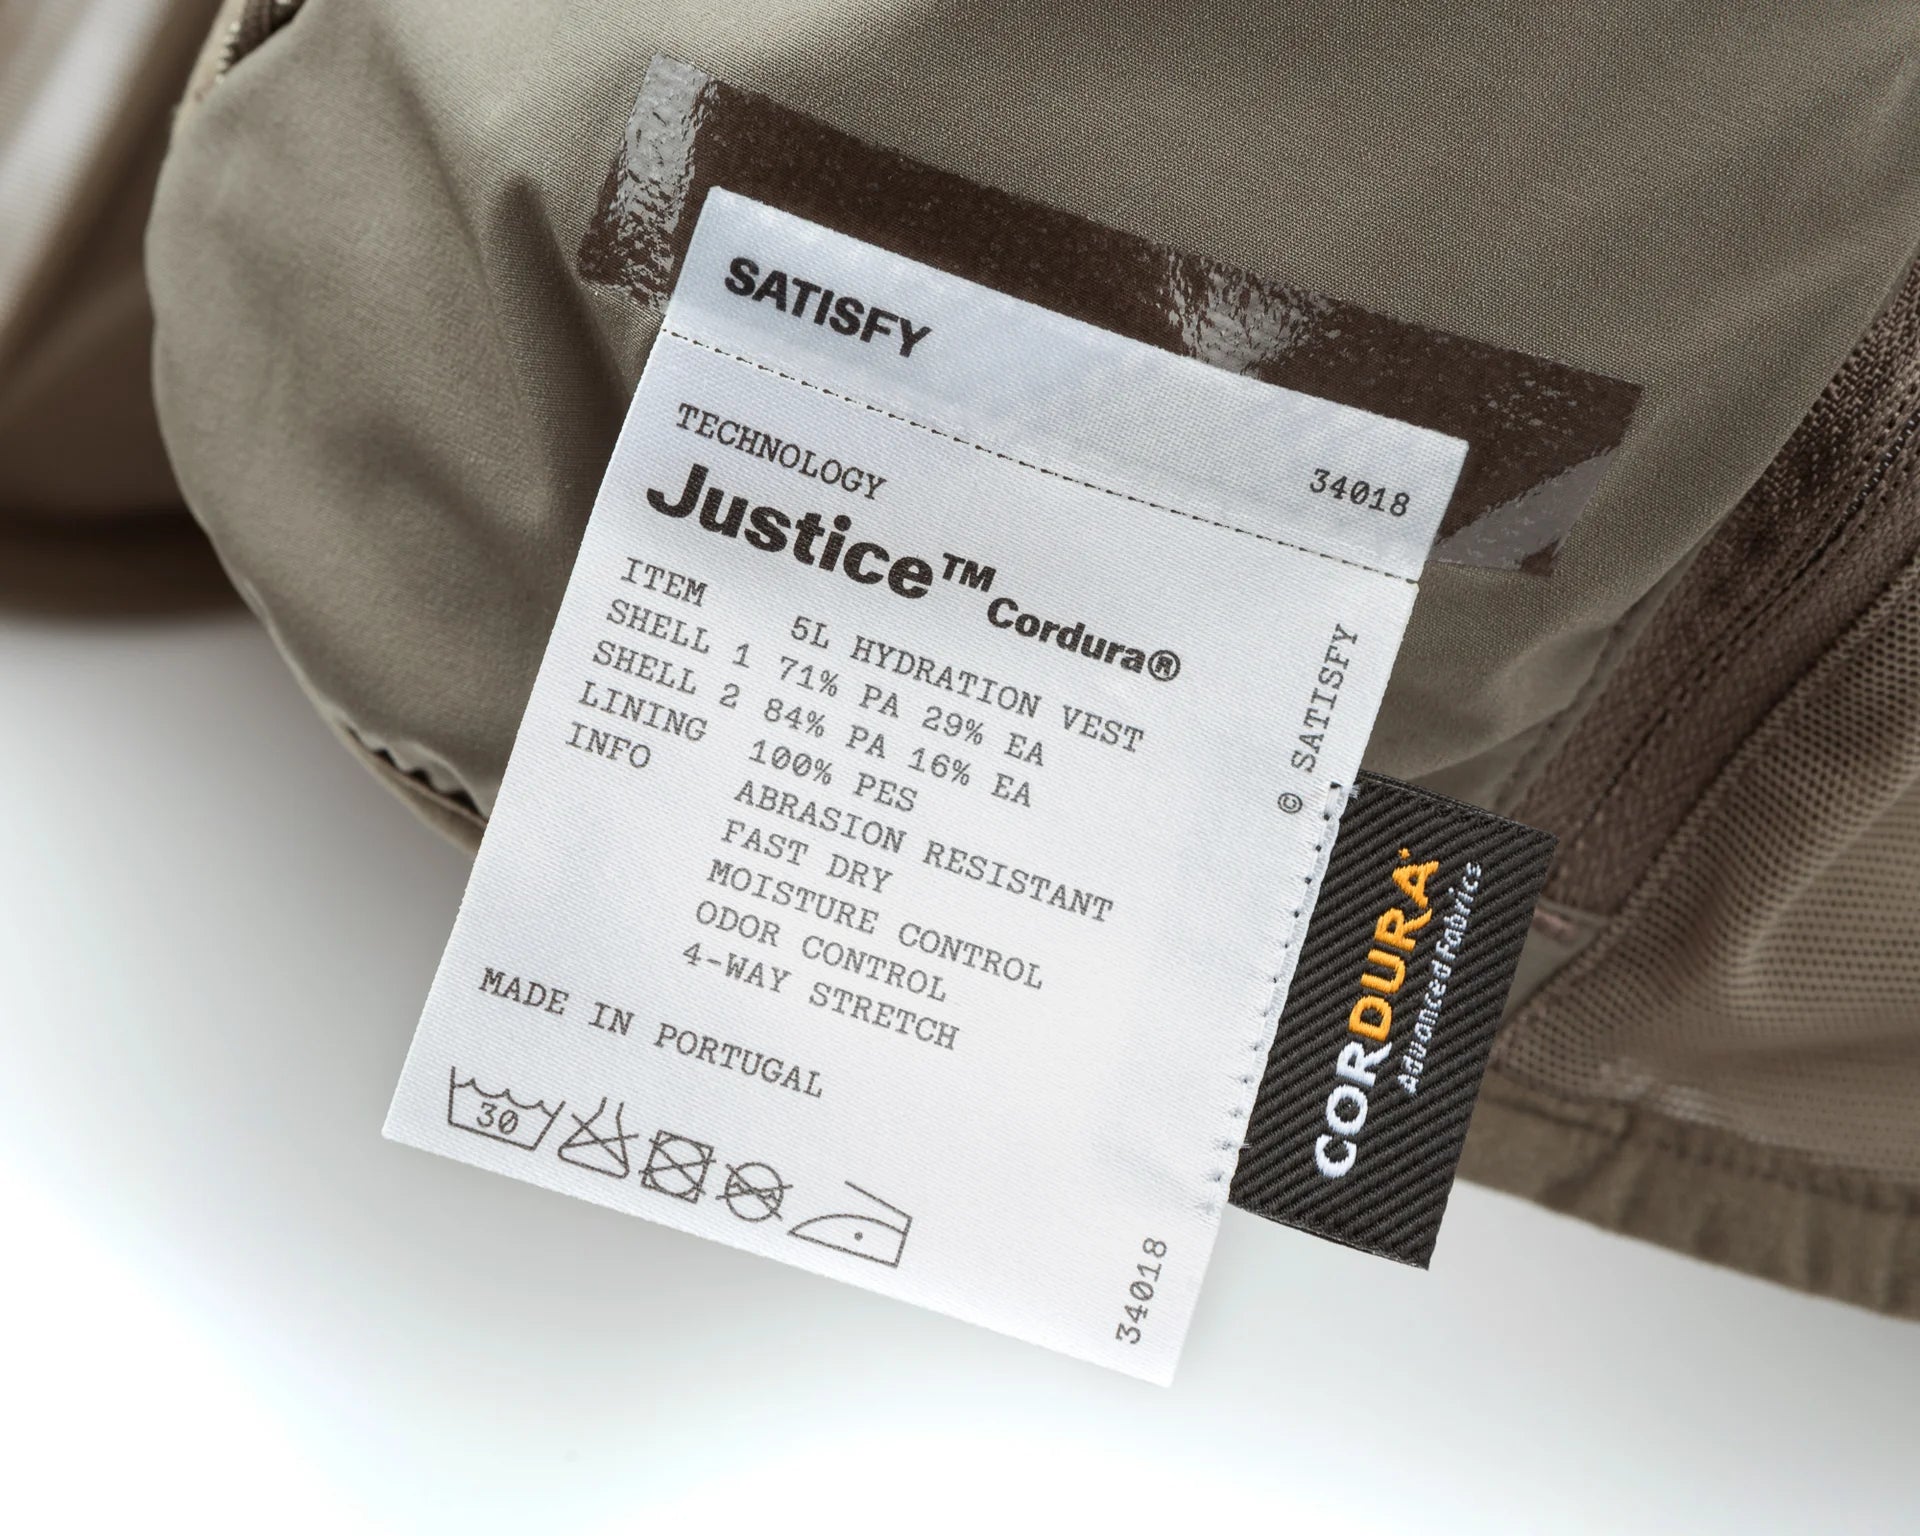 SATISFY
34018
TECHNOLOGY
Justice™ Cordura®
ITEM 5L HYDRATION VEST
SHELL 1 71% PA 29% EA
SHELL 2 84% PA 16% EA
LINING 100% PES
INFO ABRASION RESISTANT
FAST DRY
MOISTURE CONTROL
ODOR CONTROL
4-WAY STRETCH
MADE IN PORTUGAL
30
© SATISFY
34018
CORDURA
Advanced Fabrics